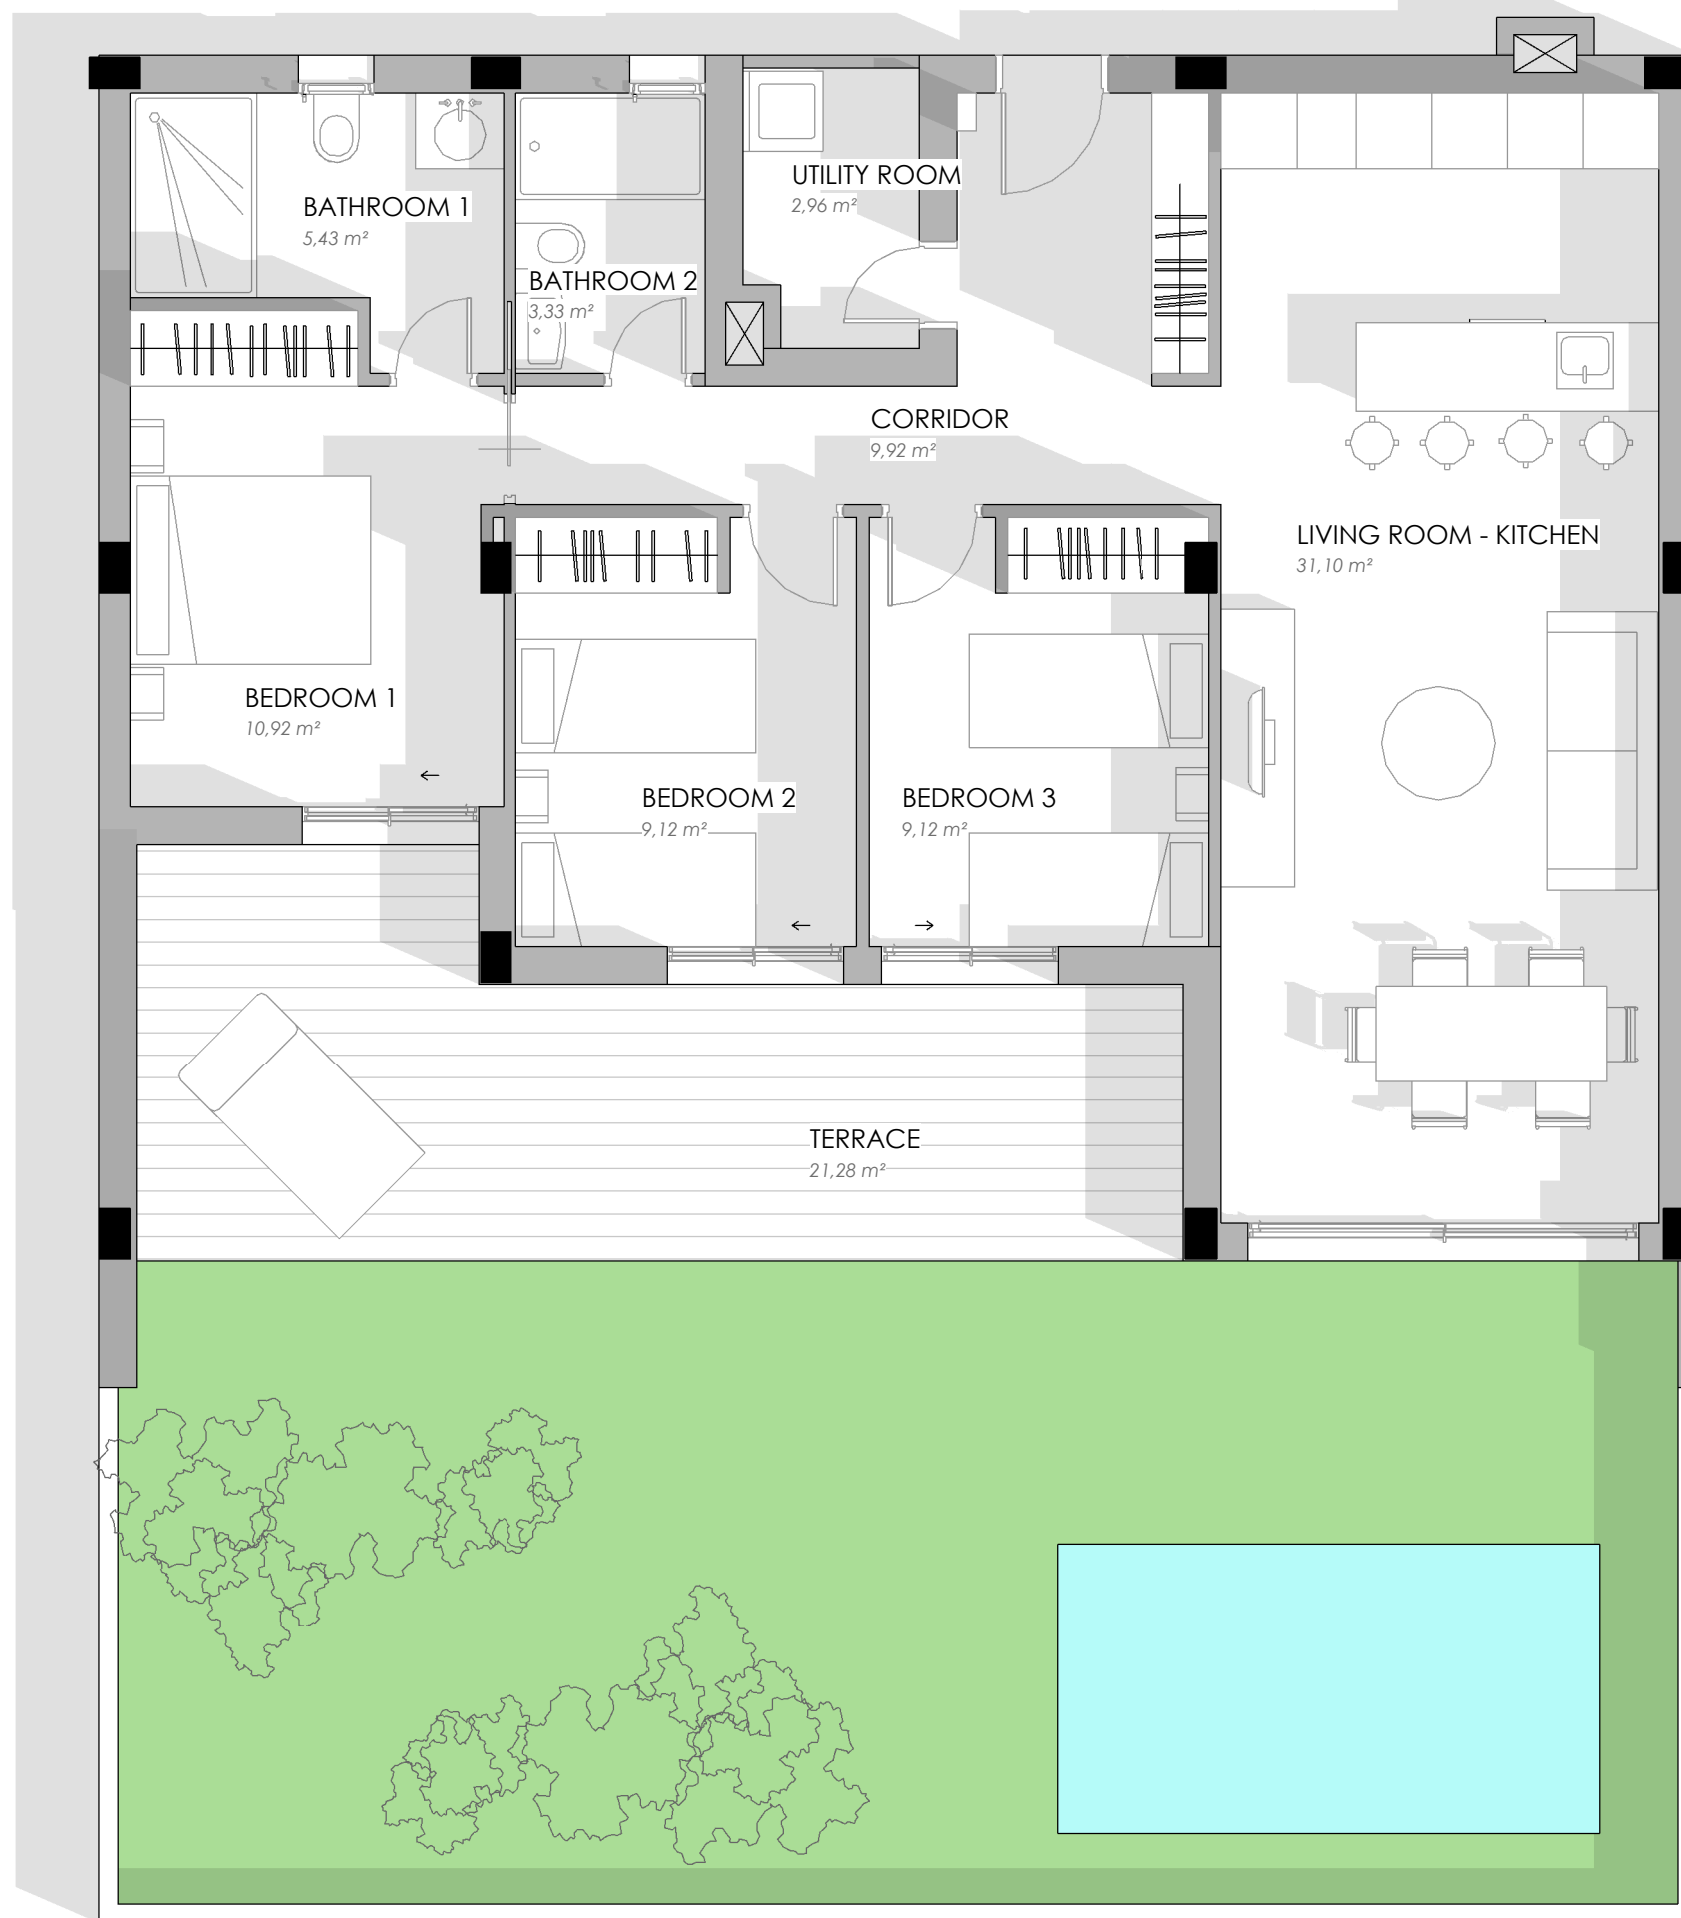 UTILITY ROOM
2,96 m²
BATHROOM 1
5,43 m²
BATHROOM 2
3,33 m²
CORRIDOR
9,92 m²
LIVING ROOM - KITCHEN
31,10 m²
BEDROOM 1
10,92 m²
BEDROOM 2
9,12 m²
BEDROOM 3
9,12 m²
TERRACE
21,28 m²